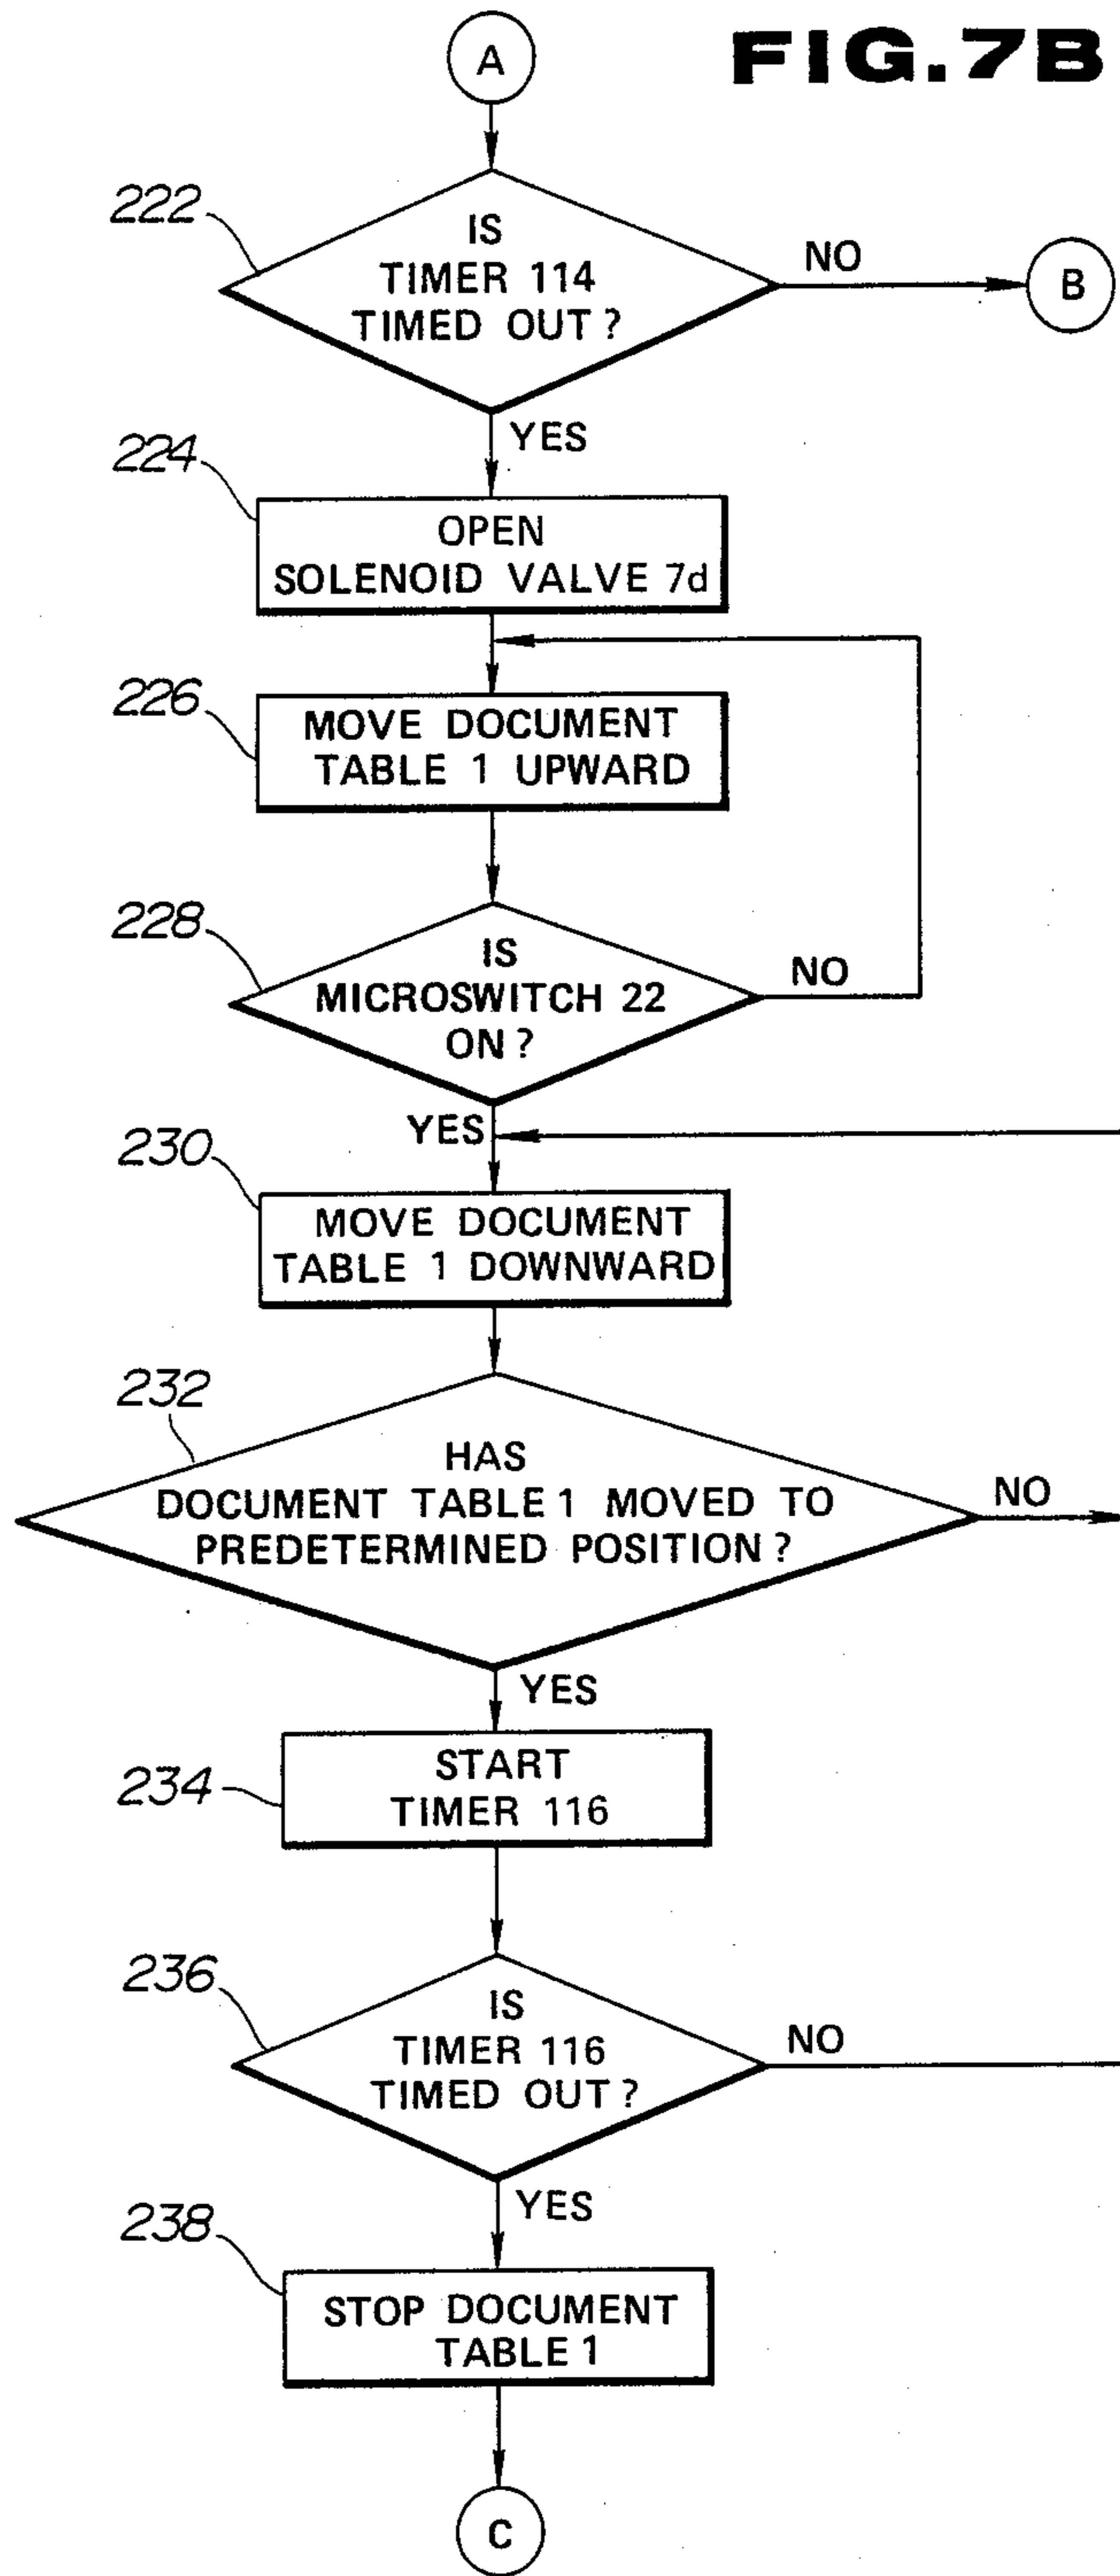 FIG.7B
A
222
IS
TIMER 114
TIMED OUT ?
NO
B
YES
224
OPEN
SOLENOID VALVE 7d
226
MOVE DOCUMENT
TABLE 1 UPWARD
228
IS
MICROSWITCH 22
ON ?
NO
YES
230
MOVE DOCUMENT
TABLE 1 DOWNWARD
232
HAS
DOCUMENT TABLE 1 MOVED TO
PREDETERMINED POSITION ?
NO
YES
234
START
TIMER 116
236
IS
TIMER 116
TIMED OUT ?
NO
YES
238
STOP DOCUMENT
TABLE 1
C